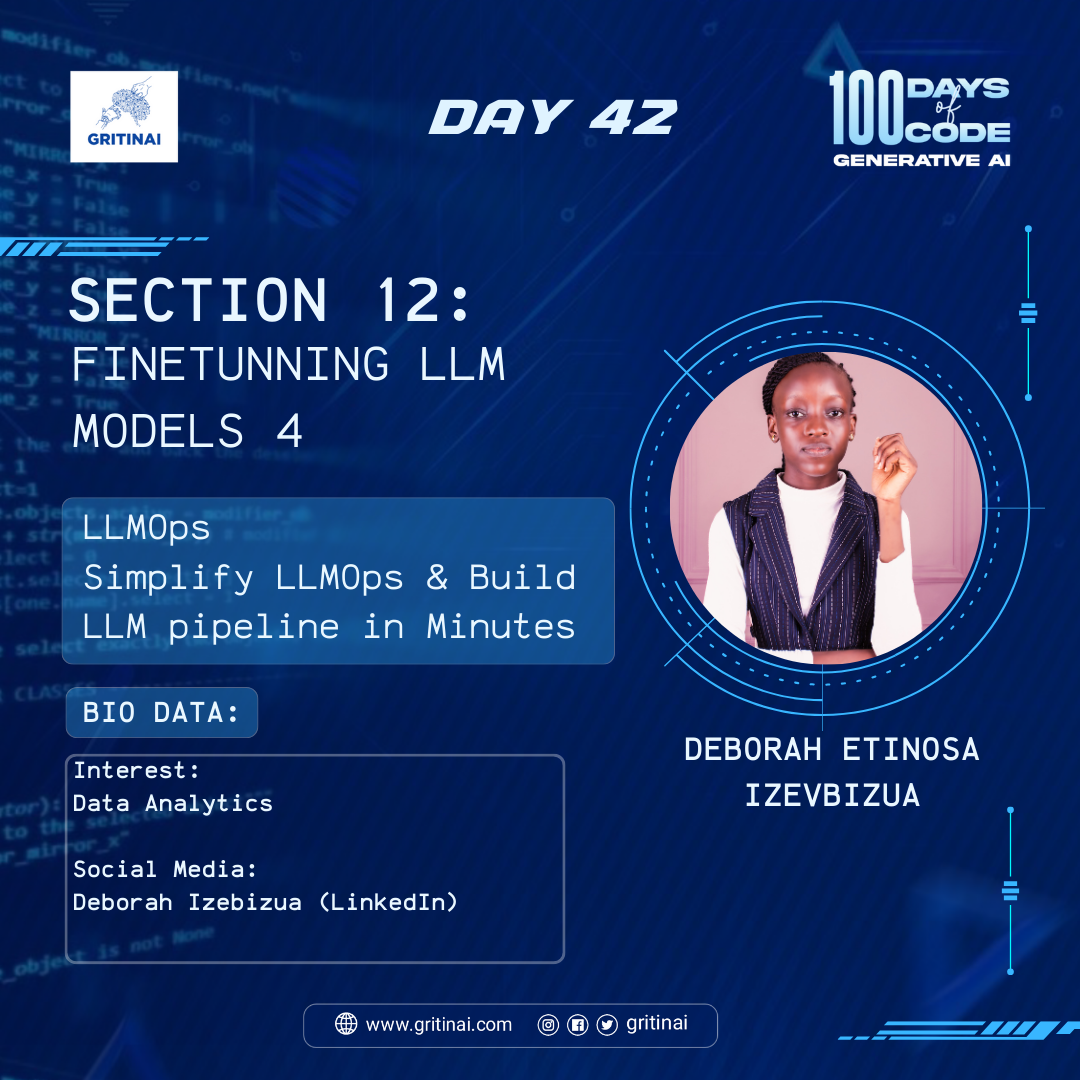 GRITINAI
DAY 42
100 DAYS
of
CODE
GENERATIVE AI
SECTION 12:
FINETUNNING LLM
MODELS 4
LLMOps
Simplify LLMOps & Build
LLM pipeline in Minutes
BIO DATA:
Interest:
Data Analytics
Social Media:
Deborah Izebizua (LinkedIn)
DEBORAH ETINOSA
IZEVBIZUA
www.gritinai.com
gritinai